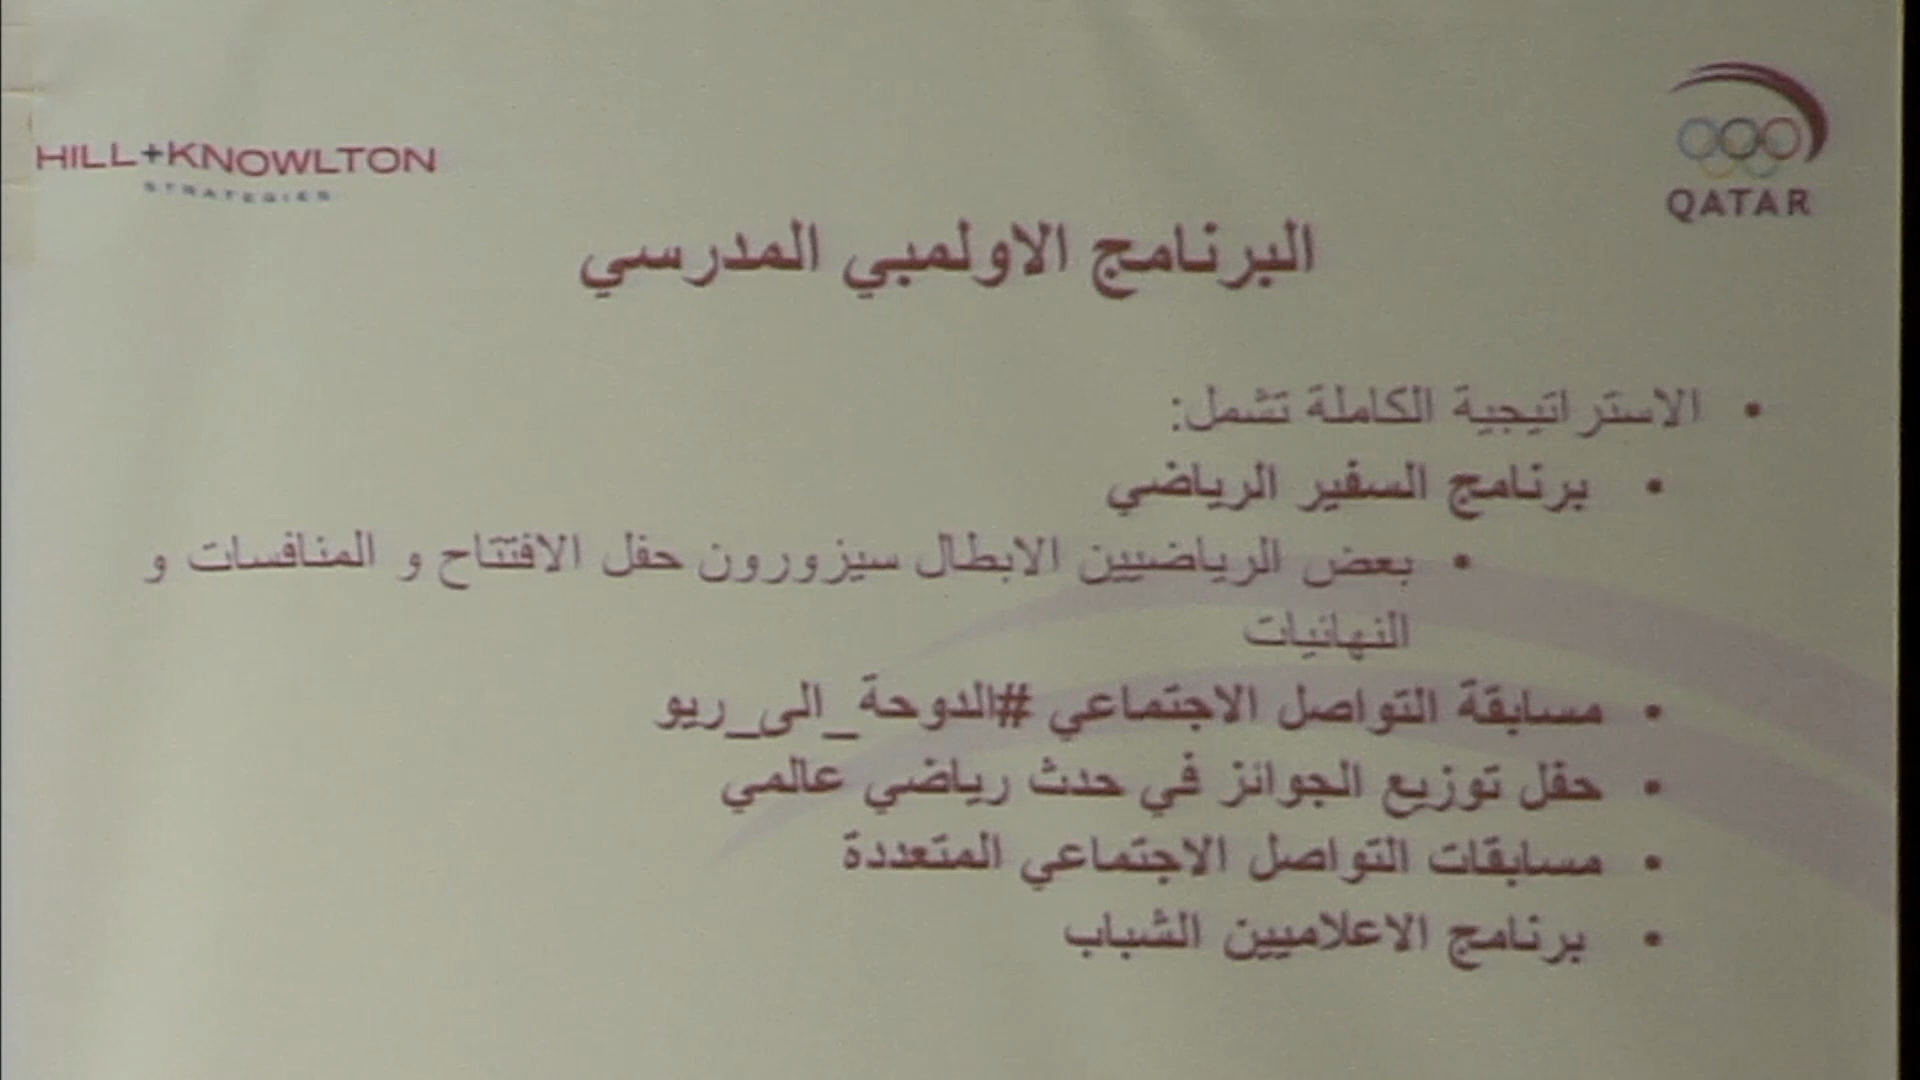 HILL+KNOWLTON
STRATEGIES
QATAR
البرنامج الاولمبي المدرسي
• الاستراتيجية الكاملة تشمل:
• برنامج السفير الرياضي
• بعض الرياضيين الابطال سيزورون حفل الافتتاح و المنافسات و
النهائيات
• مسابقة التواصل الاجتماعي #الدوحة_الى_ريو
• حفل توزيع الجوائز في حدث رياضي عالمي
• مسابقات التواصل الاجتماعي المتعددة
• برنامج الاعلاميين الشباب